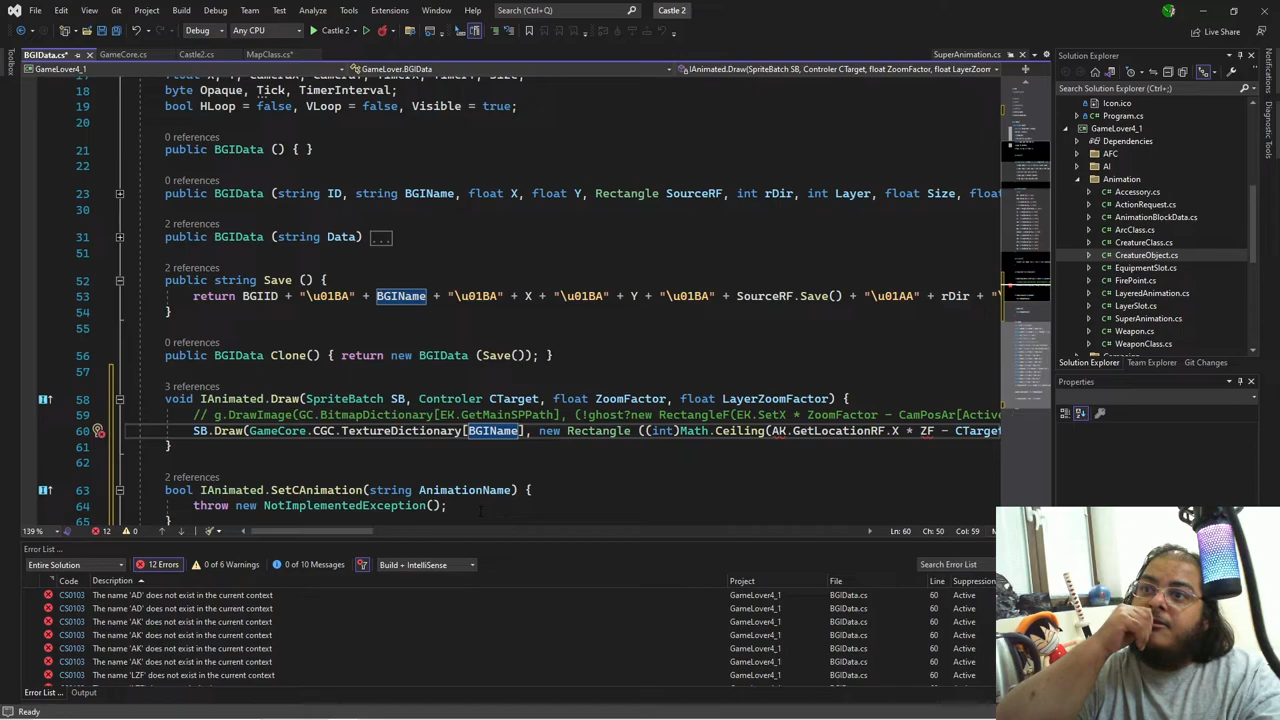 File Edit View Git Project Build Debug Test Analyze Tools Extensions Window Help Search (Ctrl+Q) Castle 2
Debug Any CPU Castle 2 Live Share
BGIData.cs* GameCore.cs Castle2.cs MapClass.cs* SuperAnimation.cs
GameLover4_1 GameLover.BGIData IAnimated.Draw(SpriteBatch SB, Controler CTarget, float ZoomFactor, float LayerZoom
18 byte Opaque, Tick, TimerInterval;
19 bool HLoop = false, VLoop = false, Visible = true;
20
0 references
21 public BGIData () { }
22
0 references
23 public BGIData (string ID, string BGIName, float X, float Y, Rectangle SourceRF, int rDir, int Layer, float Size,
30
2 references
31 public BGIData (string Data) ...
51
2 references
52 public string Save () {
53 return BGIID + "\u01BA" + BGIName + "\u01BA" + X + "\u01BA" + Y + "\u01BA" + SourceRF.Save() + "\u01AA" + rDir +
54 }
55
0 references
56 public BGIData Clone() { return new BGIData (Save()); }
57
3 references
58 void IAnimated.Draw(SpriteBatch SB, Controler CTarget, float ZoomFactor, float LayerZoomFactor) {
59 // g.DrawImage(CGC.BitmapDictionary[EK.GetMainSPPath], (!ghost?new RectangleF(EK.SetX * ZoomFactor - CamPosAr[Active
60 SB.Draw(GameCore.CGC.TextureDictionary[BGIName], new Rectangle ((int)Math.Ceiling(AK.GetLocationRF.X * ZF - CTarget
61 }
62
2 references
63 bool IAnimated.SetCAnimation(string AnimationName) {
64 throw new NotImplementedException();
65 }
139 % 12 0 Ln: 60 Ch: 50 Col: 59
Error List ...
Entire Solution 12 Errors 0 of 6 Warnings 0 of 10 Messages Build + IntelliSense Search Error List
Code Description Project File Line Suppression
CS0103 The name 'AD' does not exist in the current context GameLover4_1 BGIData.cs 60 Active
CS0103 The name 'AD' does not exist in the current context GameLover4_1 BGIData.cs 60 Active
CS0103 The name 'AK' does not exist in the current context GameLover4_1 BGIData.cs 60 Active
CS0103 The name 'AK' does not exist in the current context GameLover4_1 BGIData.cs 60 Active
CS0103 The name 'AK' does not exist in the current context GameLover4_1 BGIData.cs 60 Active
CS0103 The name 'AK' does not exist in the current context GameLover4_1 BGIData.cs 60 Active
CS0103 The name 'LZF' does not exist in the current context GameLover4_1 BGIData.cs 60 Active
Error List ... Output
Ready
Toolbox
Notifications
Diagnostic Tools
Solution Explorer
Search Solution Explorer (Ctrl+;)
Icon.ico
Program.cs
GameLover4_1
Dependencies
AFC
AI
Animation
Accessory.cs
ActionRequest.cs
AnimationBlockDa
ArcClass.cs
CreatureClass.cs
CreatureObject.cs
EquipmentSlot.cs
FirePoint.cs
LayeredAnimation
LayerSlot.cs
SuperAnimation.cs
Weapon.cs
WeaponClass.cs
Solution Explorer Team Explorer
Properties